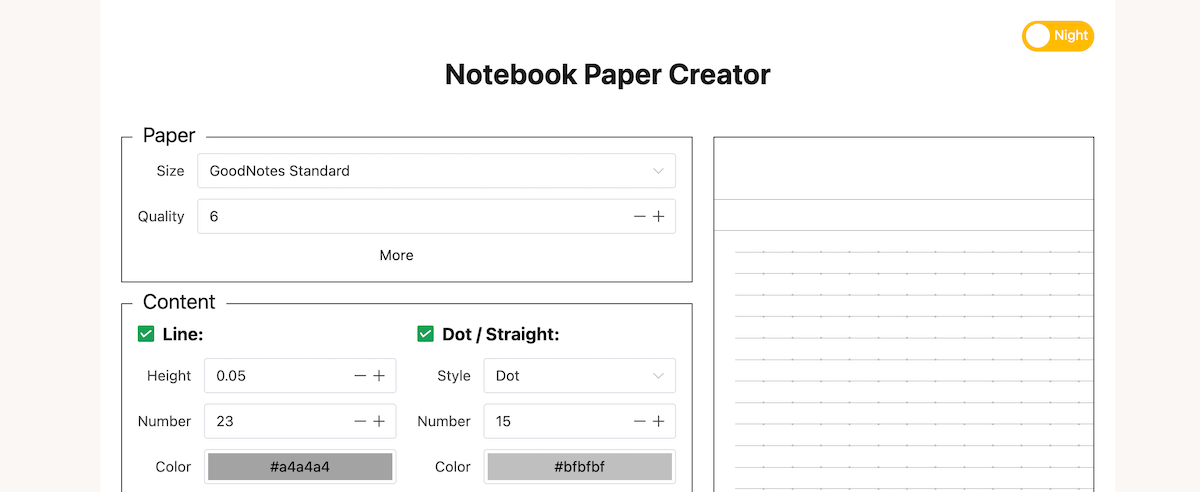 Night
Notebook Paper Creator
Paper
Size GoodNotes Standard
Quality 6
More
Content
Line: Dot / Straight:
Height 0.05 Style Dot
Number 23 Number 15
Color #a4a4a4 Color #bfbfbf